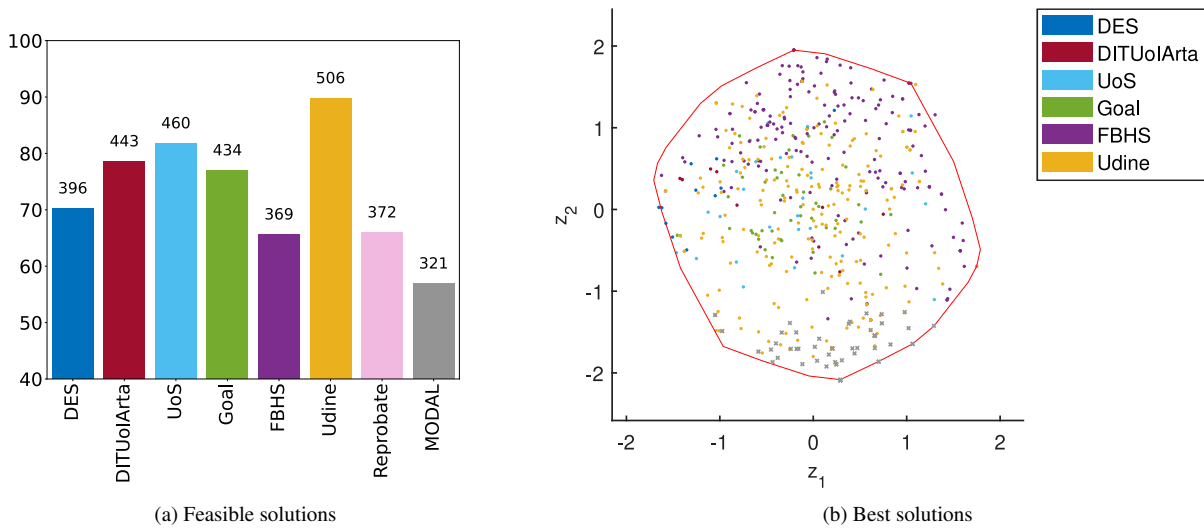 100
90
80
70
60
50
40
396
443
460
434
369
506
372
321
DES
DITUoIArta
UoS
Goal
FBHS
Udine
Reprobate
MODAL
(a) Feasible solutions
2
1
0
-1
-2
z2
-2
-1
0
1
2
z1
DES
DITUoIArta
UoS
Goal
FBHS
Udine
(b) Best solutions